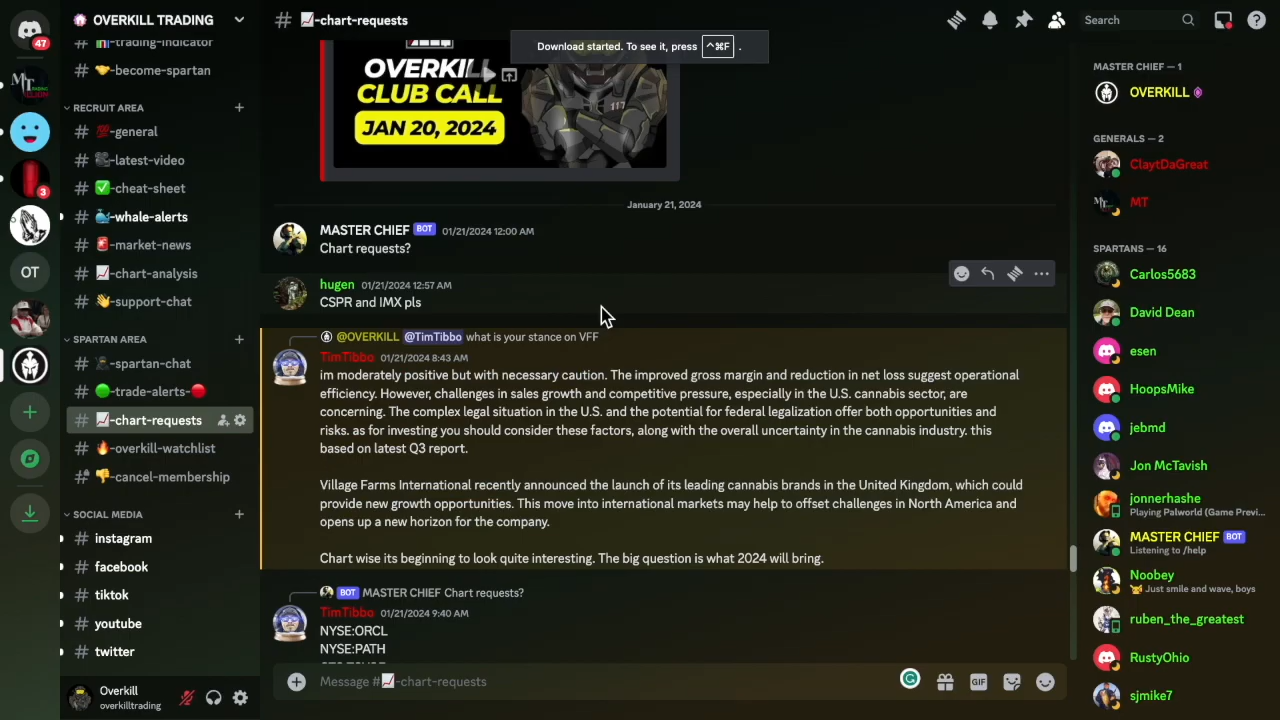 47
MT
3
OT
OVERKILL TRADING
-trading-indicator
-become-spartan
RECRUIT AREA
-general
-latest-video
-cheat-sheet
-whale-alerts
-market-news
-chart-analysis
-support-chat
SPARTAN AREA
-spartan-chat
-trade-alerts-
-chart-requests
-overkill-watchlist
-cancel-membership
SOCIAL MEDIA
instagram
facebook
tiktok
youtube
twitter
Overkill
overkilltrading
-chart-requests
Search
Download started. To see it, press ^⌘F .
OVERKILL
CLUB CALL
JAN 20, 2024
117
January 21, 2024
MASTER CHIEF BOT 01/21/2024 12:00 AM
Chart requests?
hugen 01/21/2024 12:57 AM
CSPR and IMX pls
@OVERKILL @TimTibbo what is your stance on VFF
TimTibbo 01/21/2024 8:43 AM
im moderately positive but with necessary caution. The improved gross margin and reduction in net loss suggest operational
efficiency. However, challenges in sales growth and competitive pressure, especially in the U.S. cannabis sector, are
concerning. The complex legal situation in the U.S. and the potential for federal legalization offer both opportunities and
risks. as for investing you should consider these factors, along with the overall uncertainty in the cannabis industry. this
based on latest Q3 report.
Village Farms International recently announced the launch of its leading cannabis brands in the United Kingdom, which could
provide new growth opportunities. This move into international markets may help to offset challenges in North America and
opens up a new horizon for the company.
Chart wise its beginning to look quite interesting. The big question is what 2024 will bring.
BOT MASTER CHIEF Chart requests?
TimTibbo 01/21/2024 9:40 AM
NYSE:ORCL
NYSE:PATH
Message #-chart-requests
GIF
MASTER CHIEF — 1
OVERKILL
GENERALS — 2
ClaytDaGreat
MT
SPARTANS — 16
Carlos5683
David Dean
esen
HoopsMike
jebmd
Jon McTavish
jonnerhashe
Playing Palworld (Game Previ...
MASTER CHIEF BOT
Listening to /help
Noobey
Just smile and wave, boys
ruben_the_greatest
RustyOhio
sjmike7